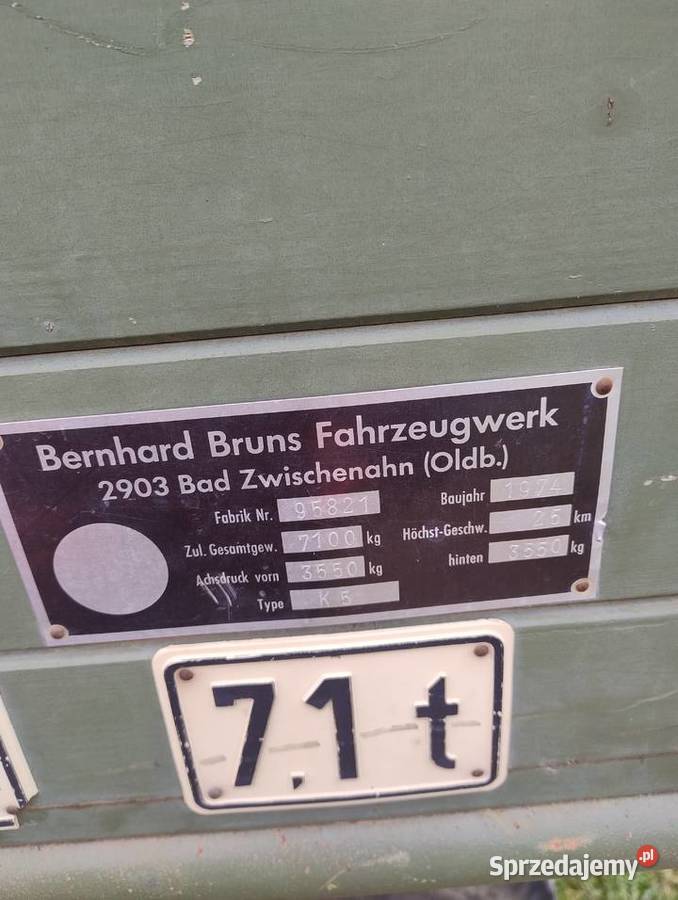 Bernhard Bruns Fahrzeugwerk
2903 Bad Zwischenahn (Oldb.)
Fabrik Nr. 95821 Baujahr 1974
Zul. Gesamtgew. 7100 kg Höchst-Geschw. 25 km
Achsdruck vorn 3550 kg hinten 3550 kg
Type K 5
7,1 t
Sprzedajemy.pl